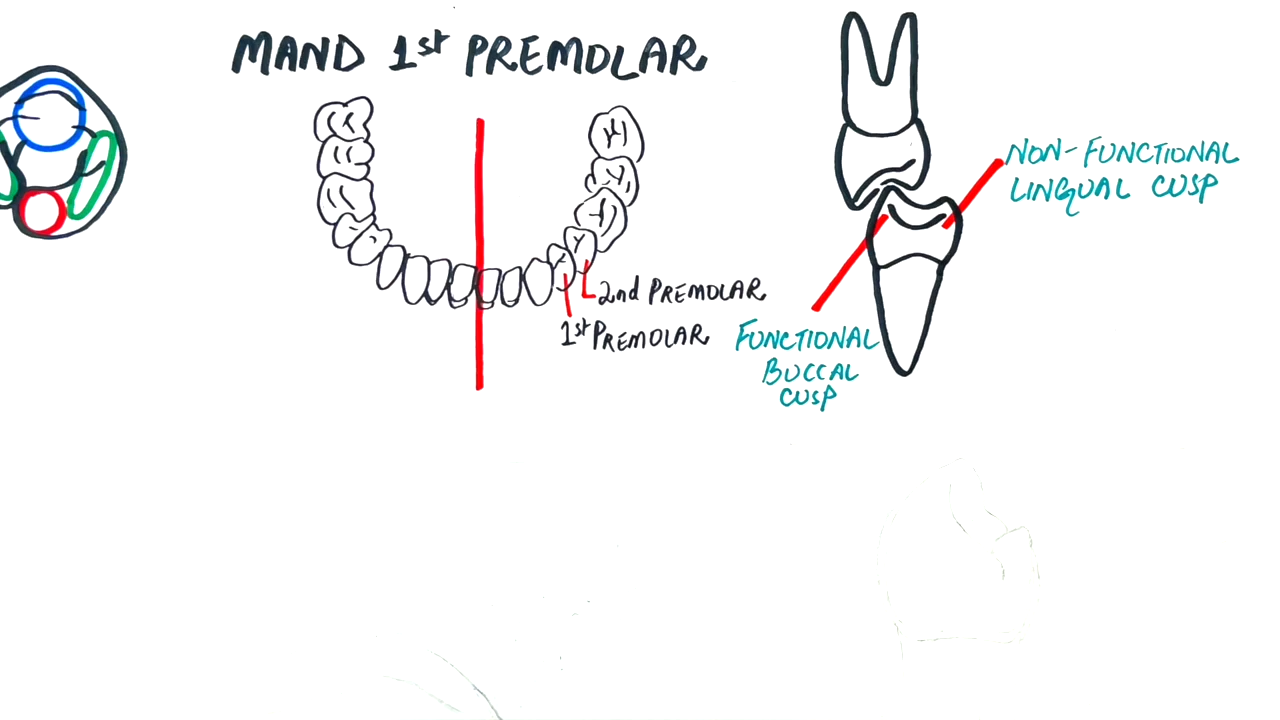 MAND 1st PREMOLAR
NON-FUNCTIONAL
LINGUAL CUSP
2nd PREMOLAR
1st PREMOLAR
FUNCTIONAL
BUCCAL
CUSP